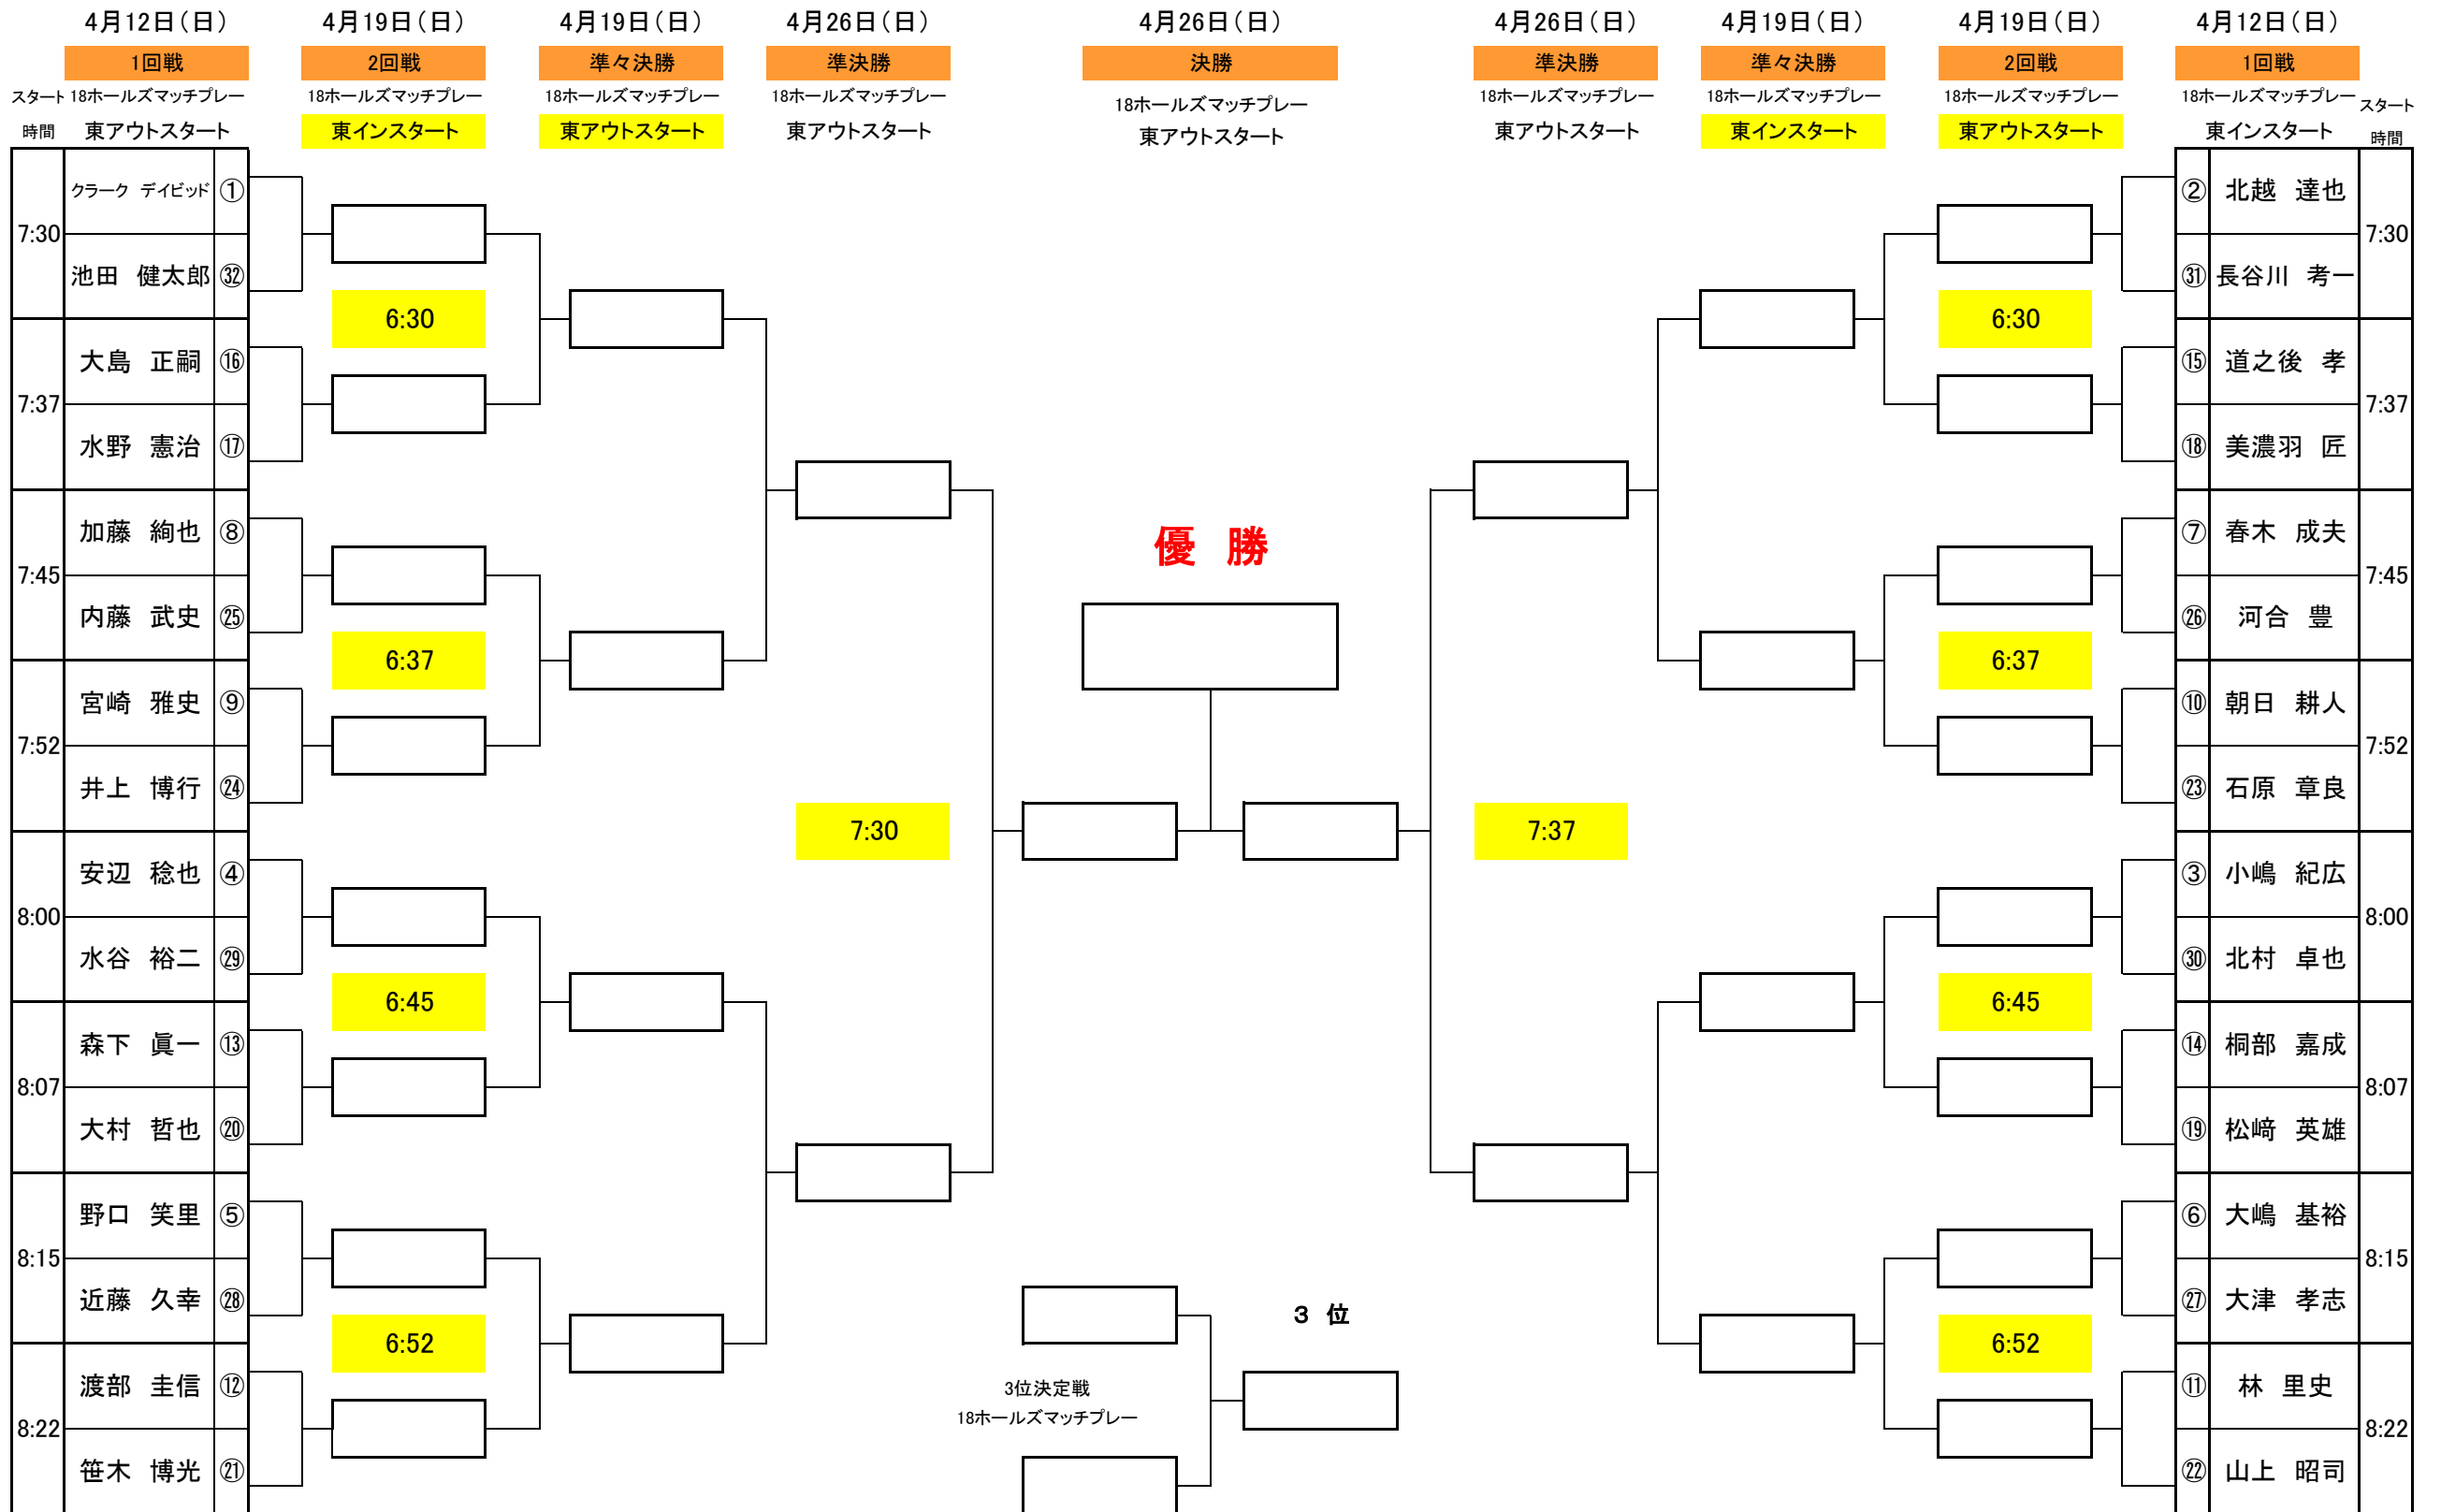 4月12日（日） 4月19日（日） 4月19日（日） 4月26日（日） 4月26日（日） 4月26日（日） 4月19日（日） 4月19日（日） 4月12日（日）
1回戦 2回戦 準々決勝 準決勝 決勝 準決勝 準々決勝 2回戦 1回戦
スタート 18ホールズマッチプレー 18ホールズマッチプレー 18ホールズマッチプレー 18ホールズマッチプレー 18ホールズマッチプレー 18ホールズマッチプレー 18ホールズマッチプレー 18ホールズマッチプレー 18ホールズマッチプレー スタート
時間 東アウトスタート 東インスタート 東アウトスタート 東アウトスタート 東アウトスタート 東アウトスタート 東インスタート 東アウトスタート 東インスタート 時間
クラーク デイビッド ① ② 北越 達也
7:30 7:30
池田 健太郎 ㉜ ㉛ 長谷川 考一
6:30 6:30
大島 正嗣 ⑯ ⑮ 道之後 孝
7:37 7:37
水野 憲治 ⑰ ⑱ 美濃羽 匠
加藤 絢也 ⑧ 優 勝 ⑦ 春木 成夫
7:45 7:45
内藤 武史 ㉕ ㉖ 河合 豊
6:37 6:37
宮崎 雅史 ⑨ ⑩ 朝日 耕人
7:52 7:52
井上 博行 ㉔ ㉓ 石原 章良
7:30 7:37
安辺 稔也 ④ ③ 小嶋 紀広
8:00 8:00
水谷 裕二 ㉙ ㉚ 北村 卓也
6:45 6:45
森下 眞一 ⑬ ⑭ 桐部 嘉成
8:07 8:07
大村 哲也 ⑳ ⑲ 松﨑 英雄
野口 笑里 ⑤ ⑥ 大嶋 基裕
8:15 8:15
近藤 久幸 ㉘ ３ 位 ㉗ 大津 孝志
6:52 6:52
渡部 圭信 ⑫ 3位決定戦 ⑪ 林 里史
8:22 18ホールズマッチプレー 8:22
笹木 博光 ㉑ ㉒ 山上 昭司